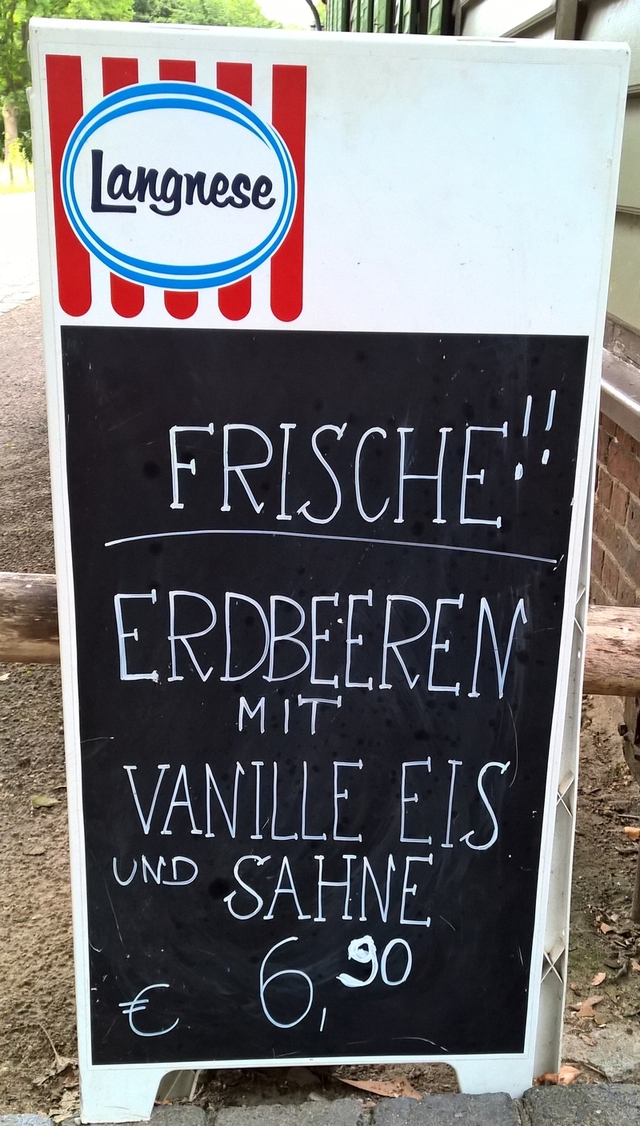 Langnese
FRISCHE!!
ERDBEEREN
MIT
VANILLE EIS
UND SAHNE
€ 6,90